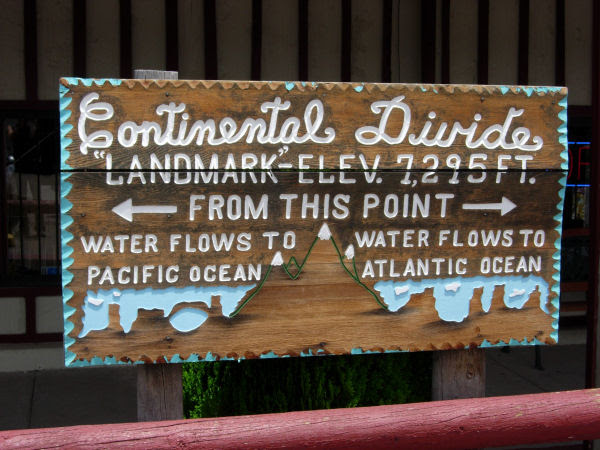 Continental Divide
"LANDMARK"-ELEV. 7,295 FT.
FROM THIS POINT
WATER FLOWS TO
PACIFIC OCEAN
WATER FLOWS TO
ATLANTIC OCEAN